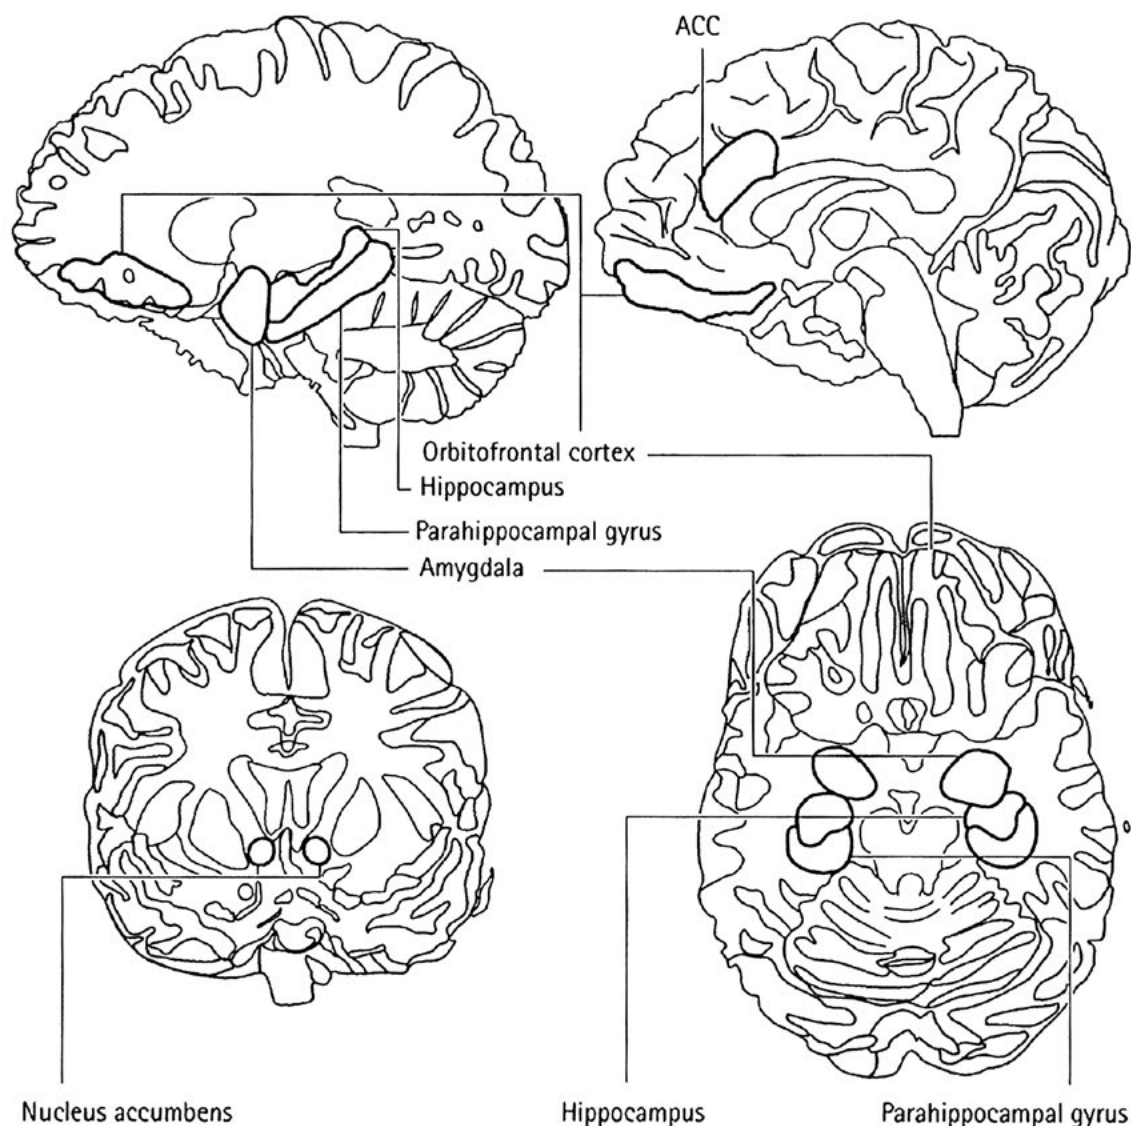 ACC
Orbitofrontal cortex
Hippocampus
Parahippocampal gyrus
Amygdala
Nucleus accumbens
Hippocampus
Parahippocampal gyrus